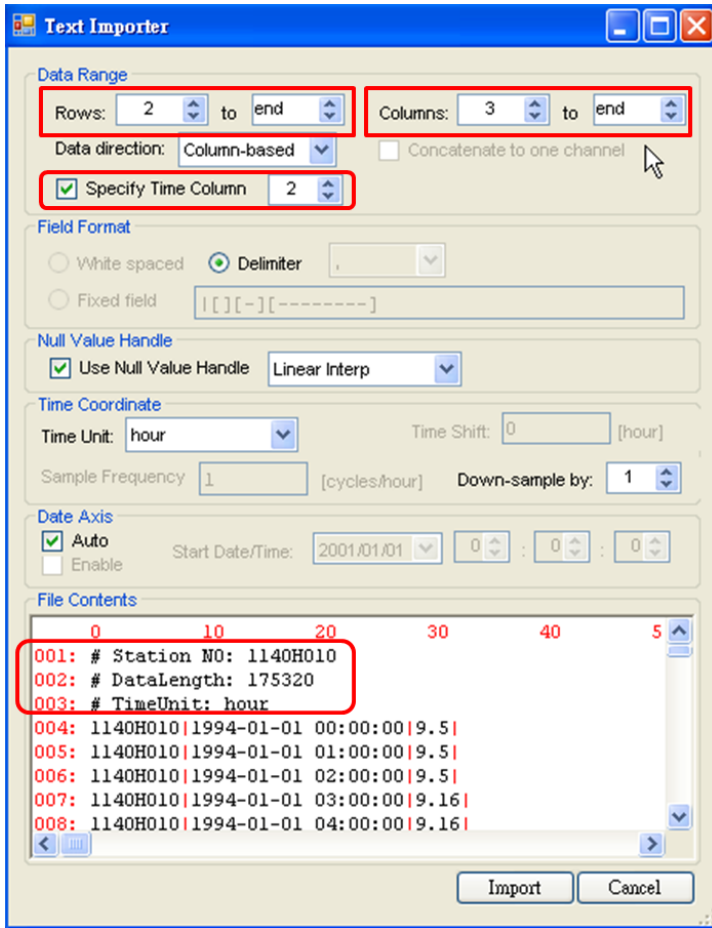 Text Importer
Data Range
Rows: 2 to end Columns: 3 to end
Data direction: Column-based Concatenate to one channel
Specify Time Column 2
Field Format
White spaced Delimiter ,
Fixed field |[][-][--------]
Null Value Handle
Use Null Value Handle Linear Interp
Time Coordinate
Time Unit: hour Time Shift: 0 [hour]
Sample Frequency 1 [cycles/hour] Down-sample by: 1
Date Axis
Auto
Enable
Start Date/Time: 2001/01/01 0 : 0 : 0
File Contents
0 10 20 30 40 5
001: # Station NO: 1140H010
002: # DataLength: 175320
003: # TimeUnit: hour
004: 1140H010|1994-01-01 00:00:00|9.5|
005: 1140H010|1994-01-01 01:00:00|9.5|
006: 1140H010|1994-01-01 02:00:00|9.5|
007: 1140H010|1994-01-01 03:00:00|9.16|
008: 1140H010|1994-01-01 04:00:00|9.16|
Import Cancel